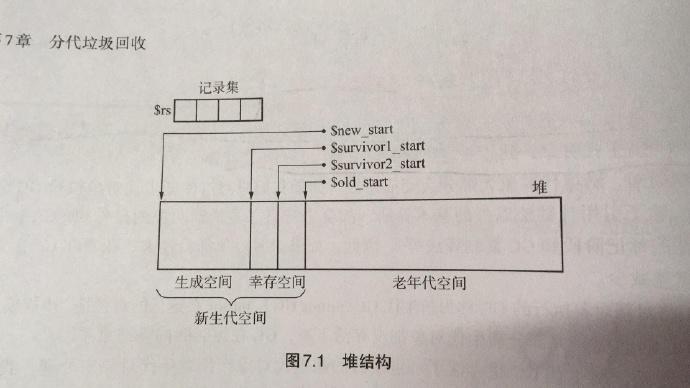 7章 分代垃圾回收
记录集
$rs
$new_start
$survivor1_start
$survivor2_start
$old_start
堆
生成空间 幸存空间 老年代空间
新生代空间
图7.1 堆结构